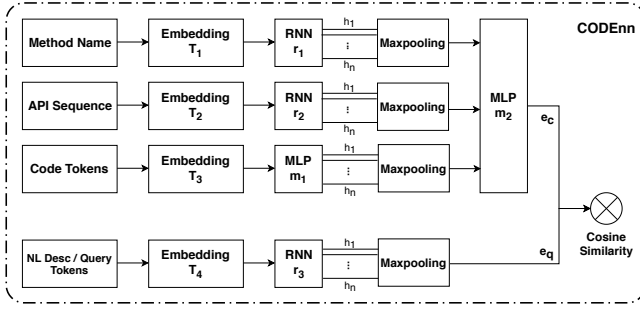 CODEnn
Method Name
Embedding
T1
RNN
r1
h1
⋮
hn
Maxpooling
API Sequence
Embedding
T2
RNN
r2
h1
⋮
hn
Maxpooling
MLP
m2
ec
Code Tokens
Embedding
T3
MLP
m1
h1
⋮
hn
Maxpooling
NL Desc / Query
Tokens
Embedding
T4
RNN
r3
h1
⋮
hn
Maxpooling
eq
Cosine
Similarity